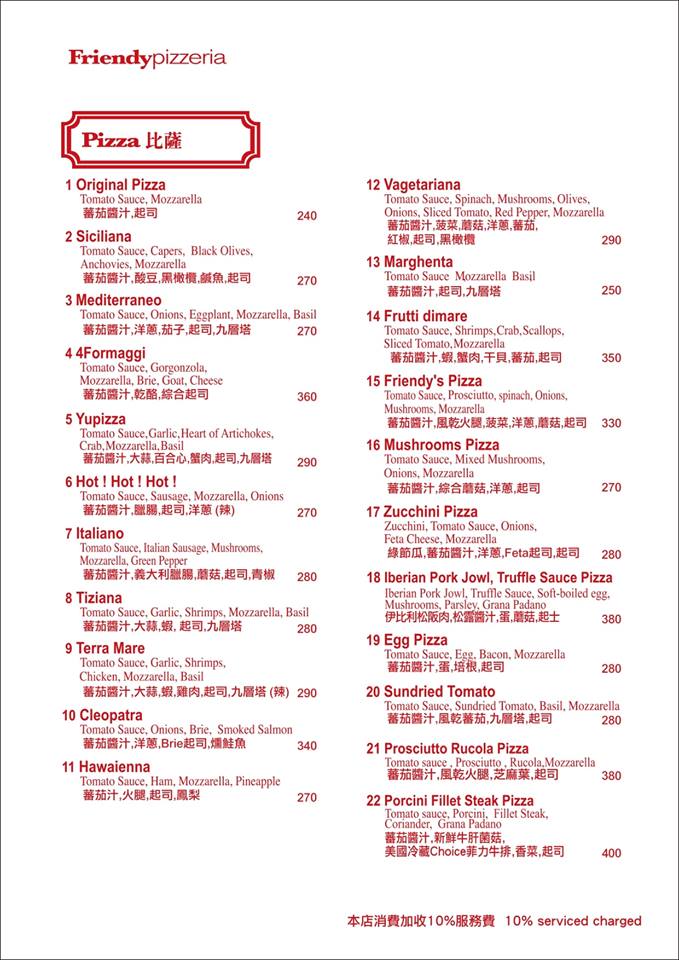 Friendypizzeria
Pizza 比薩
1 Original Pizza
Tomato Sauce, Mozzarella
蕃茄醬汁,起司 240
2 Siciliana
Tomato Sauce, Capers, Black Olives,
Anchovies, Mozzarella
蕃茄醬汁,酸豆,黑橄欖,鹹魚,起司 270
3 Mediterraneo
Tomato Sauce, Onions, Eggplant, Mozzarella, Basil
蕃茄醬汁,洋蔥,茄子,起司,九層塔 270
4 4Formaggi
Tomato Sauce, Gorgonzola,
Mozzarella, Brie, Goat, Cheese
蕃茄醬汁,乾酪,綜合起司 360
5 Yupizza
Tomato Sauce,Garlic,Heart of Artichokes,
Crab,Mozzarella,Basil
蕃茄醬汁,大蒜,百合心,蟹肉,起司,九層塔 290
6 Hot ! Hot ! Hot !
Tomato Sauce, Sausage, Mozzarella, Onions
蕃茄醬汁,臘腸,起司,洋蔥 (辣) 270
7 Italiano
Tomato Sauce, Italian Sausage, Mushrooms,
Mozzarella, Green Pepper
蕃茄醬汁,義大利臘腸,蘑菇,起司,青椒 280
8 Tiziana
Tomato Sauce, Garlic, Shrimps, Mozzarella, Basil
蕃茄醬汁,大蒜,蝦, 起司,九層塔 280
9 Terra Mare
Tomato Sauce, Garlic, Shrimps,
Chicken, Mozzarella, Basil
蕃茄醬汁,大蒜,蝦,雞肉,起司,九層塔 (辣) 290
10 Cleopatra
Tomato Sauce, Onions, Brie, Smoked Salmon
蕃茄醬汁,洋蔥,Brie起司,燻鮭魚 340
11 Hawaienna
Tomato Sauce, Ham, Mozzarella, Pineapple
蕃茄汁,火腿,起司,鳳梨 270
12 Vagetariana
Tomato Sauce, Spinach, Mushrooms, Olives,
Onions, Sliced Tomato, Red Pepper, Mozzarella
蕃茄醬汁,菠菜,蘑菇,洋蔥,蕃茄,
紅椒,起司,黑橄欖 290
13 Marghenta
Tomato Sauce Mozzarella Basil
蕃茄醬汁,起司,九層塔 250
14 Frutti dimare
Tomato Sauce, Shrimps,Crab,Scallops,
Sliced Tomato,Mozzarella
蕃茄醬汁,蝦,蟹肉,干貝,蕃茄,起司 350
15 Friendy's Pizza
Tomato Sauce, Prosciutto, spinach, Onions,
Mushrooms, Mozzarella
蕃茄醬汁,風乾火腿,菠菜,洋蔥,蘑菇,起司 330
16 Mushrooms Pizza
Tomato Sauce, Mixed Mushrooms,
Onions, Mozzarella
蕃茄醬汁,綜合蘑菇,洋蔥,起司 270
17 Zucchini Pizza
Zucchini, Tomato Sauce, Onions,
Feta Cheese, Mozzarella
綠節瓜,蕃茄醬汁,洋蔥,Feta起司,起司 280
18 Iberian Pork Jowl, Truffle Sauce Pizza
Iberian Pork Jowl, Truffle Sauce, Soft-boiled egg,
Mushrooms, Parsley, Grana Padano
伊比利松阪肉,松露醬汁,蛋,蘑菇,起士 380
19 Egg Pizza
Tomato Sauce, Egg, Bacon, Mozzarella
蕃茄醬汁,蛋,培根,起司 280
20 Sundried Tomato
Tomato Sauce, Sundried Tomato, Basil, Mozzarella
蕃茄醬汁,風乾蕃茄,九層塔,起司 280
21 Prosciutto Rucola Pizza
Tomato sauce , Prosciutto , Rucola,Mozzarella
蕃茄醬汁,風乾火腿,芝麻葉,起司 380
22 Porcini Fillet Steak Pizza
Tomato sauce, Porcini, Fillet Steak,
Coriander, Grana Padano
蕃茄醬汁,新鮮牛肝菌菇,
美國冷藏Choice菲力牛排,香菜,起司 400
本店消費加收10%服務費 10% serviced charged